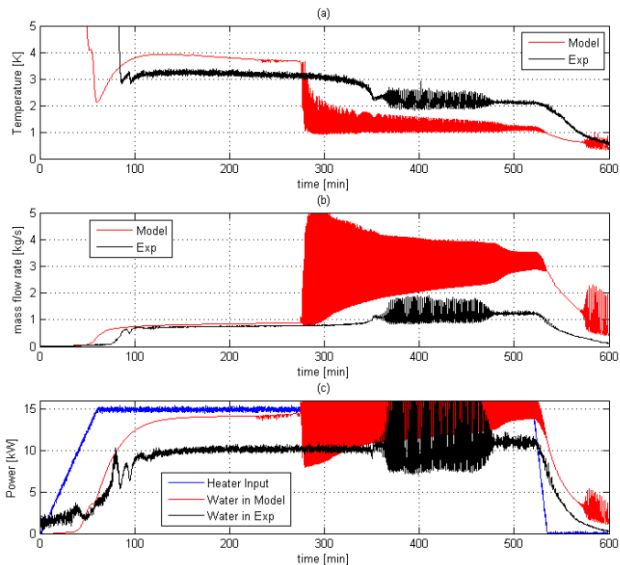 (a)
5
4
3
2
1
0
Temperature [K]
Model
Exp
0 100 200 300 400 500 600
time [min]
(b)
5
4
3
2
1
0
mass flow rate [kg/s]
Model
Exp
0 100 200 300 400 500 600
time [min]
(c)
15
10
5
0
Power [kW]
Heater Input
Water in Model
Water in Exp
0 100 200 300 400 500 600
time [min]